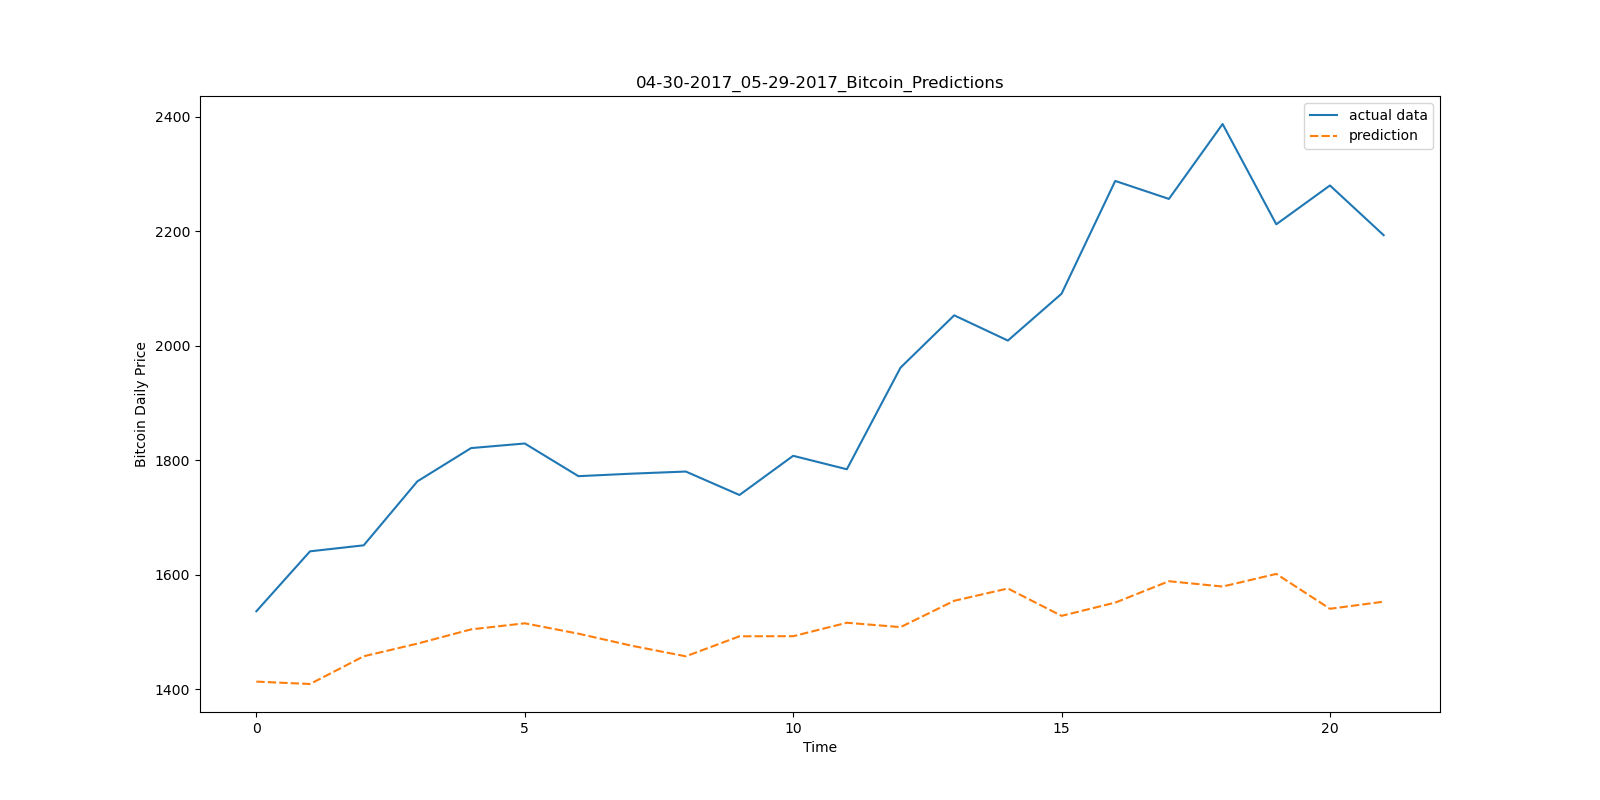 04-30-2017_05-29-2017_Bitcoin_Predictions
actual data
prediction
Bitcoin Daily Price
2400
2200
2000
1800
1600
1400
0 5 10 15 20
Time